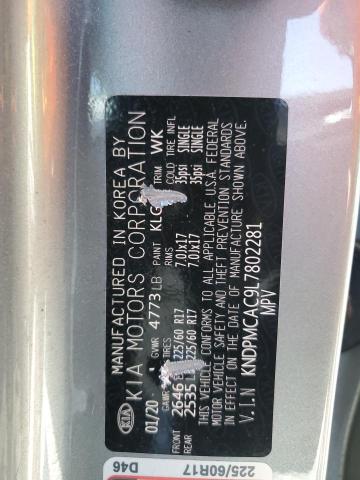 MANUFACTURED IN KOREA BY
KIA MOTORS CORPORATION
KIA
01/20 GVWR 4773LB PAINT KLG TRIM WK
GAWR TIRES RIMS COLD TIRE INFL
FRONT 2646 225/60 R17 7.0JX17 35psi SINGLE
REAR 2535 LB 225/60 R17 7.0JX17 35psi SINGLE
THIS VEHICLE CONFORMS TO ALL APPLICABLE U.S.A. FEDERAL
MOTOR VEHICLE SAFETY AND THEFT PREVENTION STANDARDS
IN EFFECT ON THE DATE OF MANUFACTURE SHOWN ABOVE.
V.I.N KNDPMCAC9L7802281
MPV
D46 225/60R17